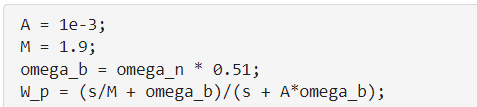 A = 1e-3;
M = 1.9;
omega_b = omega_n * 0.51;
W_p = (s/M + omega_b)/(s + A*omega_b);